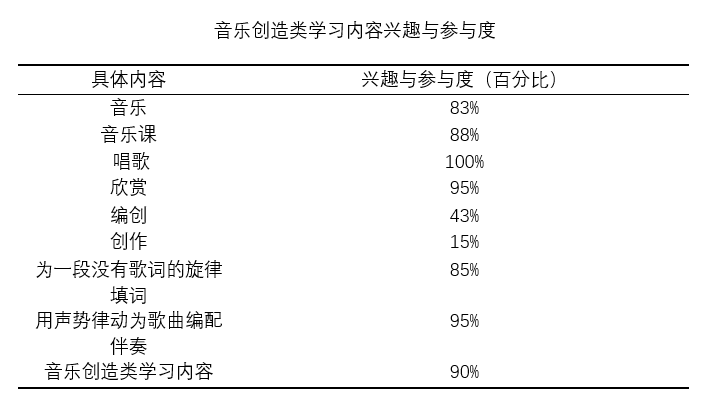 音乐创造类学习内容兴趣与参与度
具体内容 兴趣与参与度（百分比）
音乐 83%
音乐课 88%
唱歌 100%
欣赏 95%
编创 43%
创作 15%
为一段没有歌词的旋律 85%
填词
用声势律动为歌曲编配 95%
伴奏
音乐创造类学习内容 90%